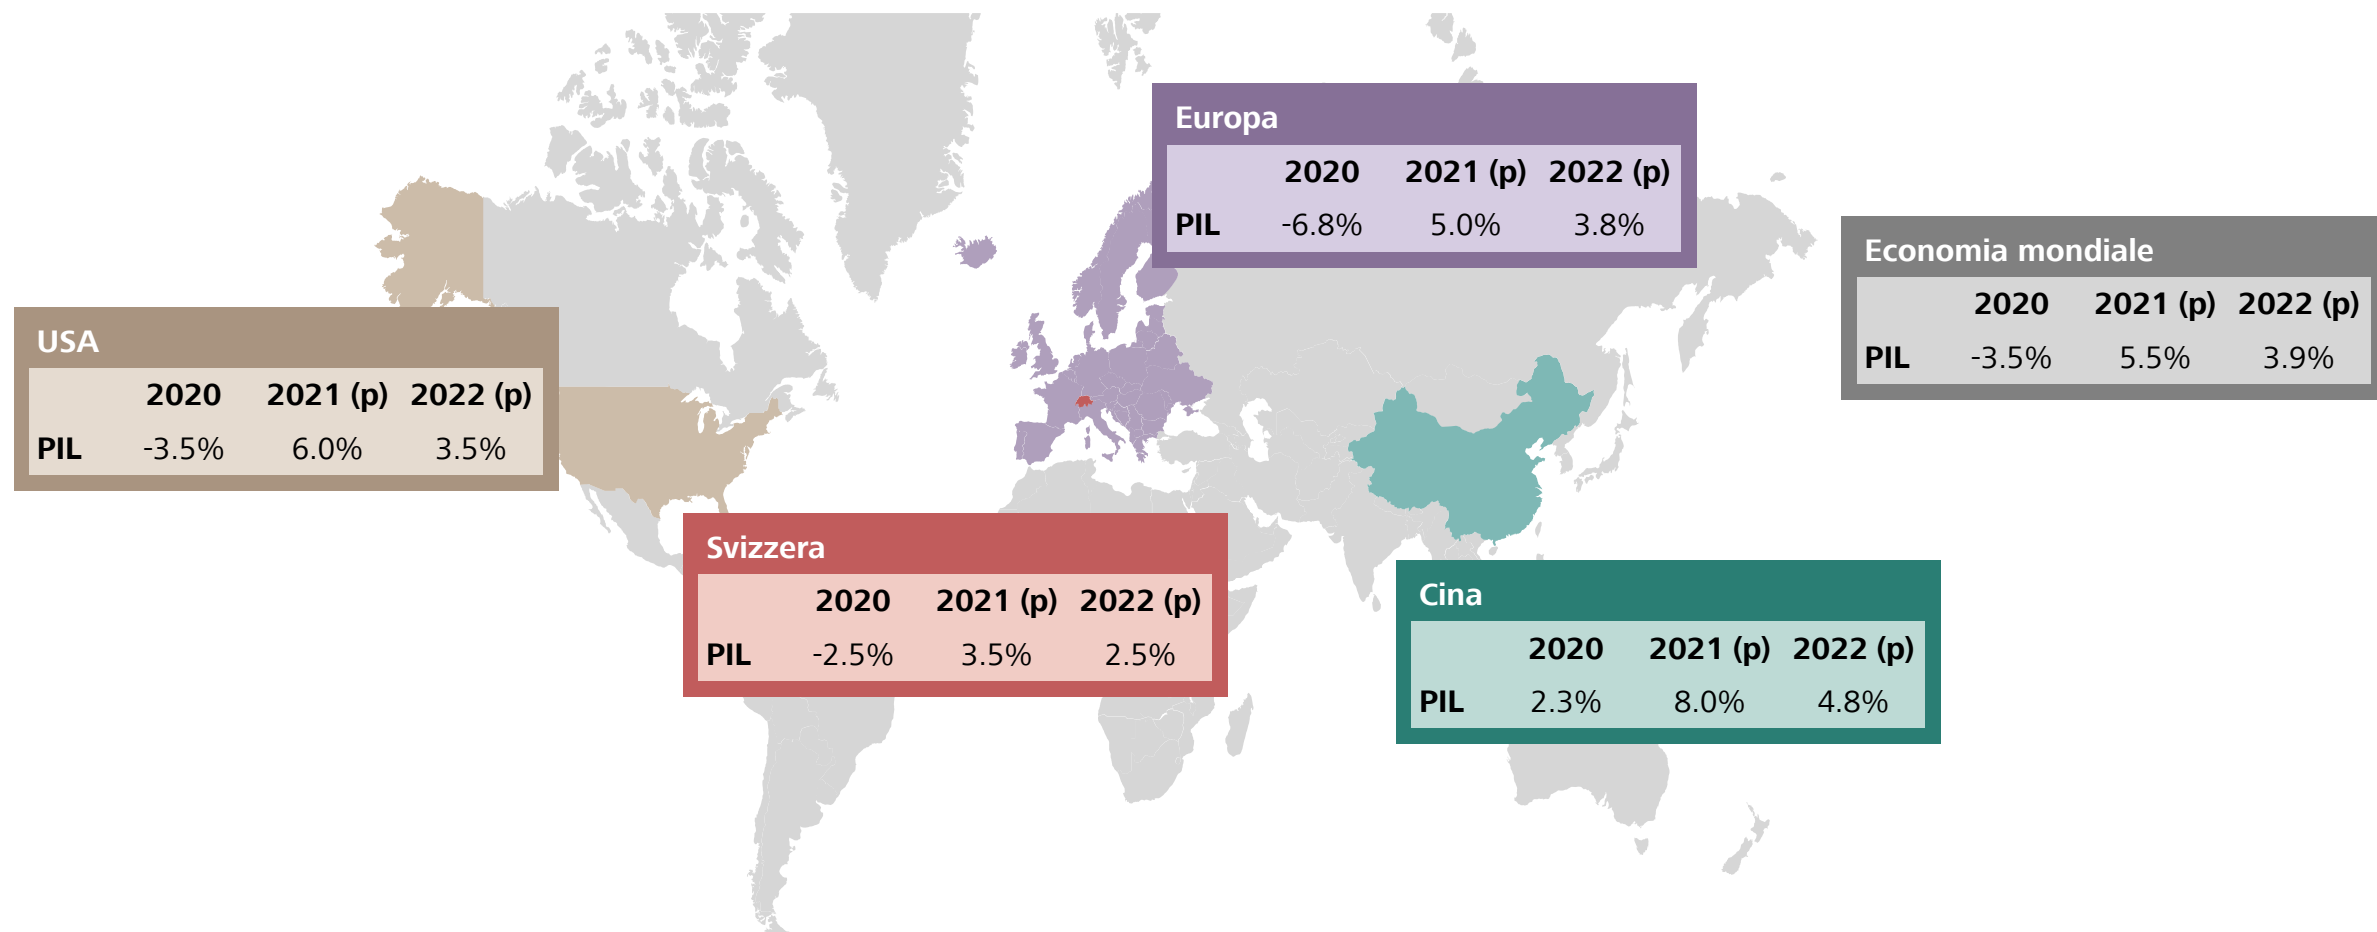 Europa
2020 2021 (p) 2022 (p)
PIL -6.8% 5.0% 3.8%
Economia mondiale
2020 2021 (p) 2022 (p)
PIL -3.5% 5.5% 3.9%
USA
2020 2021 (p) 2022 (p)
PIL -3.5% 6.0% 3.5%
Svizzera
2020 2021 (p) 2022 (p)
PIL -2.5% 3.5% 2.5%
Cina
2020 2021 (p) 2022 (p)
PIL 2.3% 8.0% 4.8%